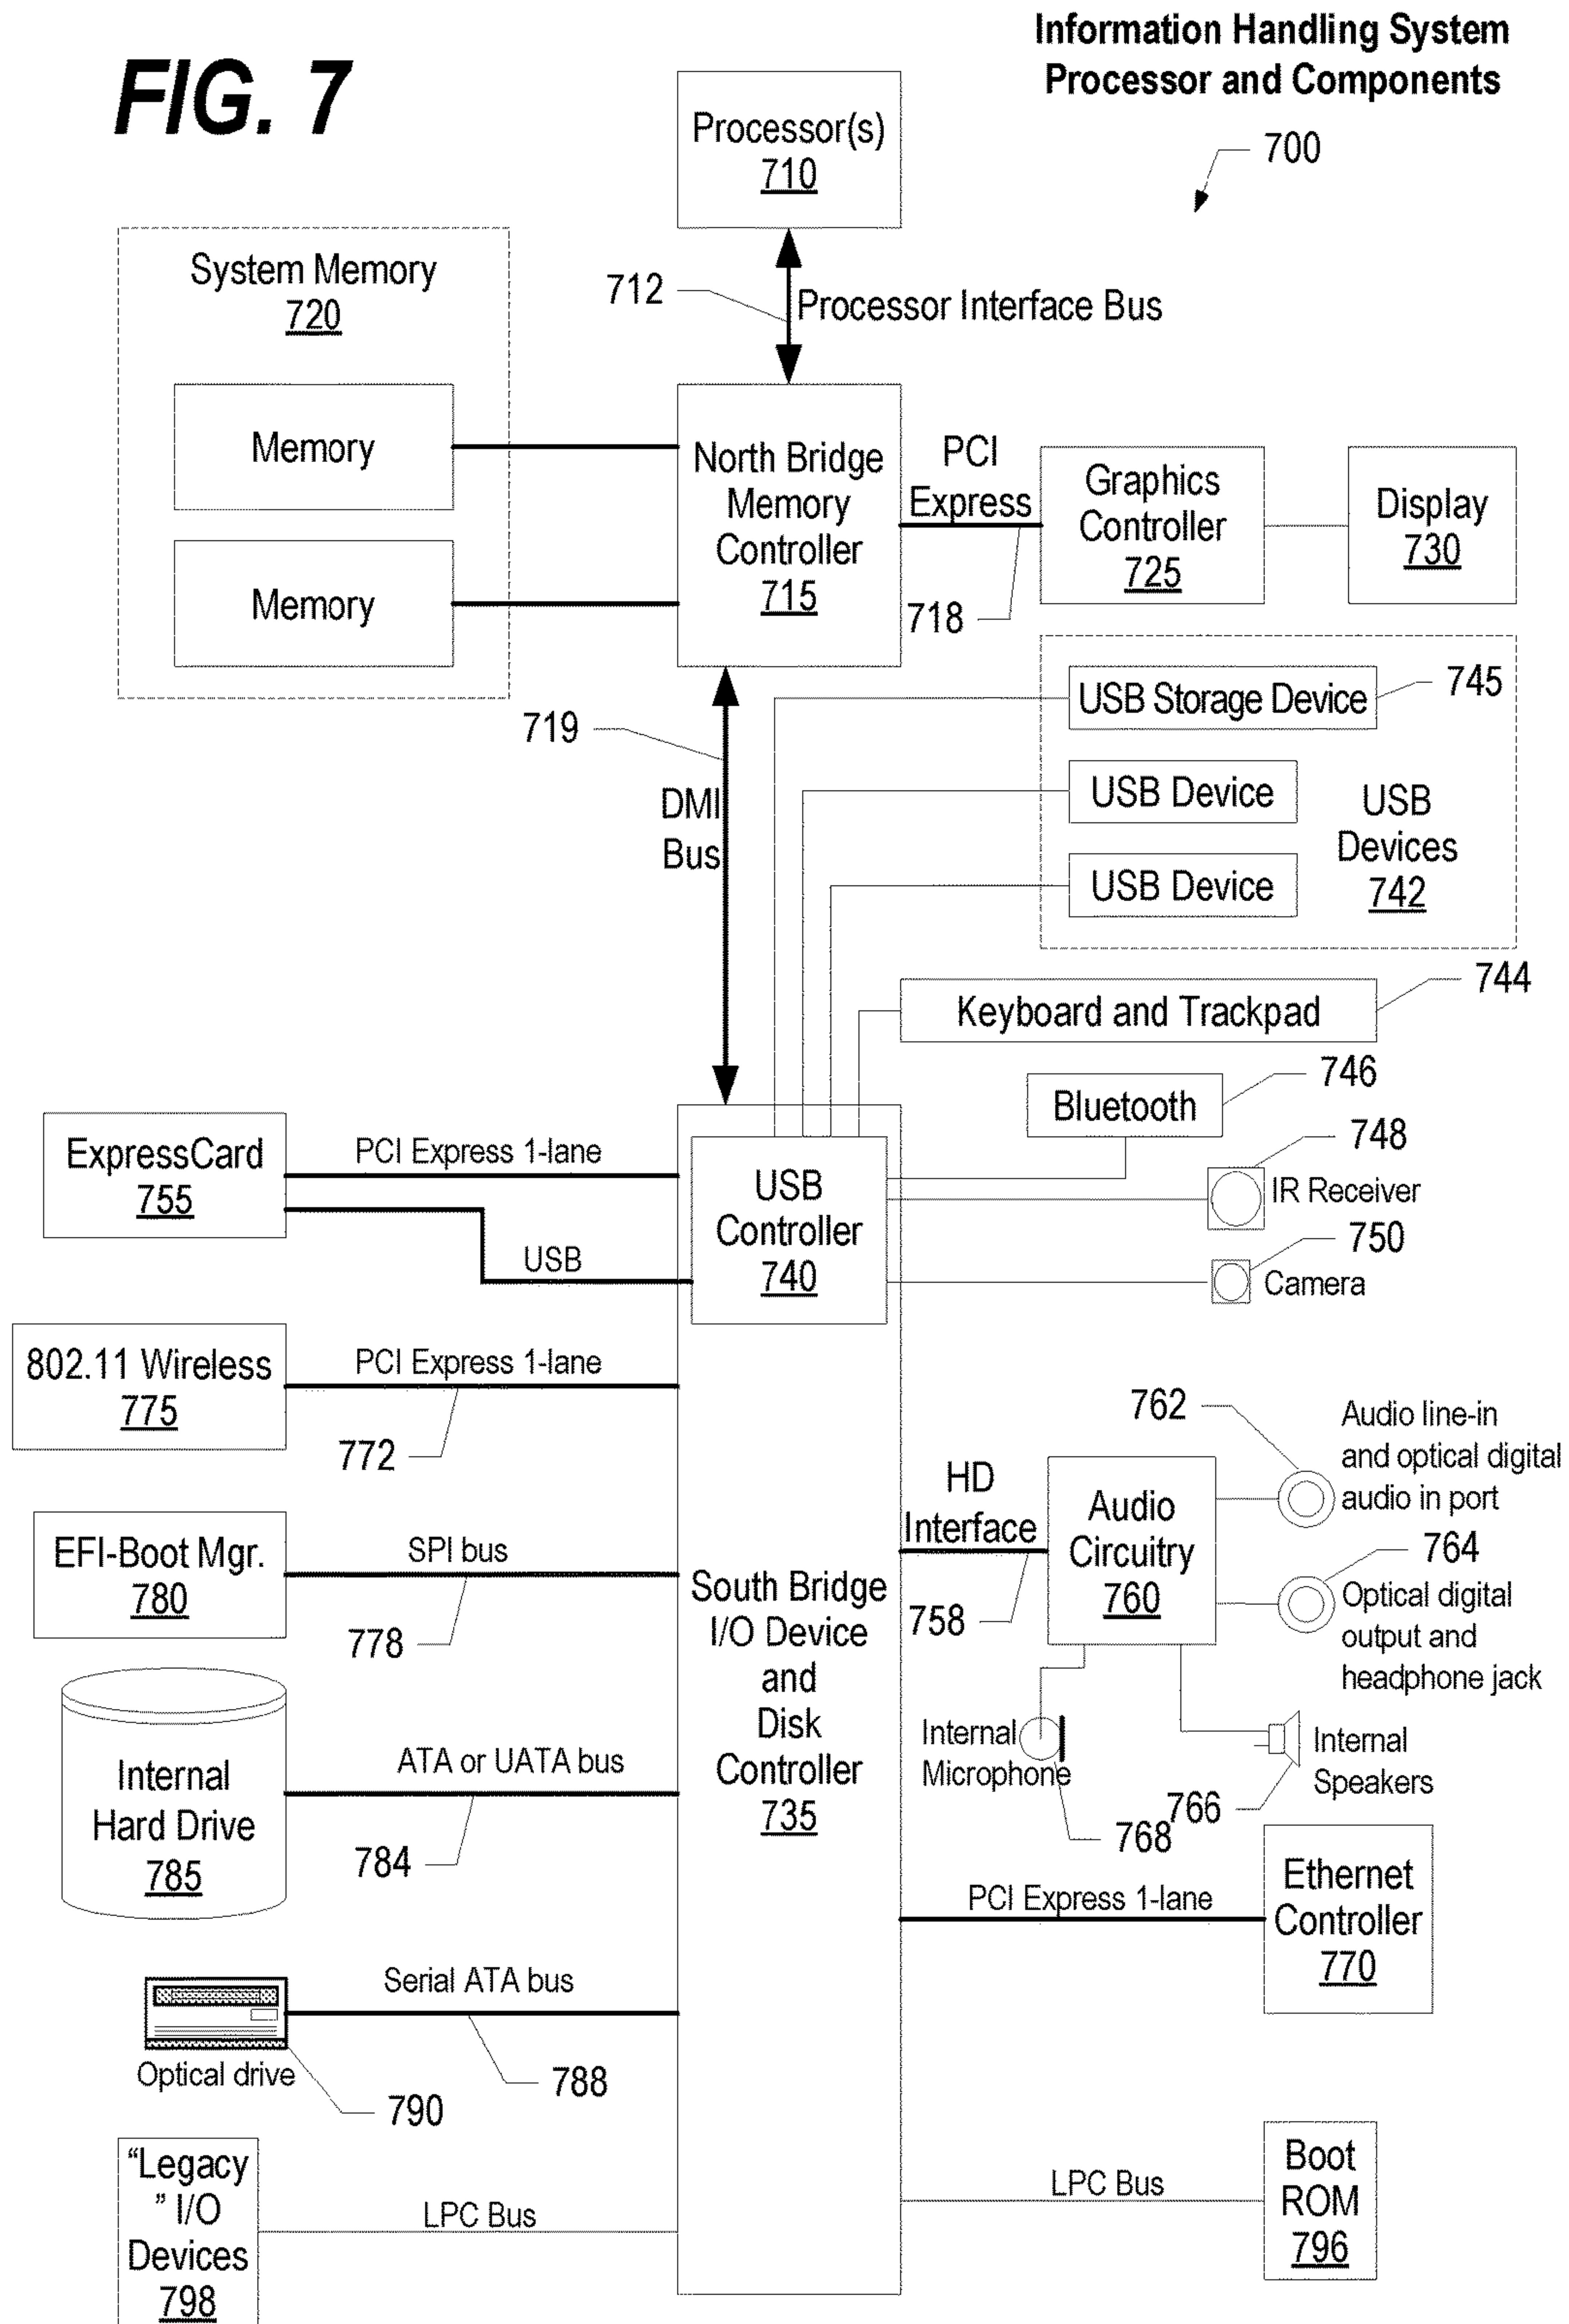 FIG. 7
Information Handling System
Processor and Components
700
Processor(s)
710
712
Processor Interface Bus
System Memory
720
Memory
Memory
North Bridge
Memory
Controller
715
PCI
Express
718
Graphics
Controller
725
Display
730
719
DMI
Bus
USB Storage Device
745
USB Device
USB Device
USB
Devices
742
Keyboard and Trackpad
744
Bluetooth
746
748
IR Receiver
750
Camera
ExpressCard
755
PCI Express 1-lane
USB
USB
Controller
740
802.11 Wireless
775
PCI Express 1-lane
772
EFI-Boot Mgr.
780
SPI bus
778
South Bridge
I/O Device
and
Disk
Controller
735
HD
Interface
758
Audio
Circuitry
760
762
Audio line-in
and optical digital
audio in port
764
Optical digital
output and
headphone jack
Internal
Microphone
768
766
Internal
Speakers
Internal
Hard Drive
785
ATA or UATA bus
784
PCI Express 1-lane
Ethernet
Controller
770
Serial ATA bus
788
Optical drive
790
“Legacy
” I/O
Devices
798
LPC Bus
LPC Bus
Boot
ROM
796